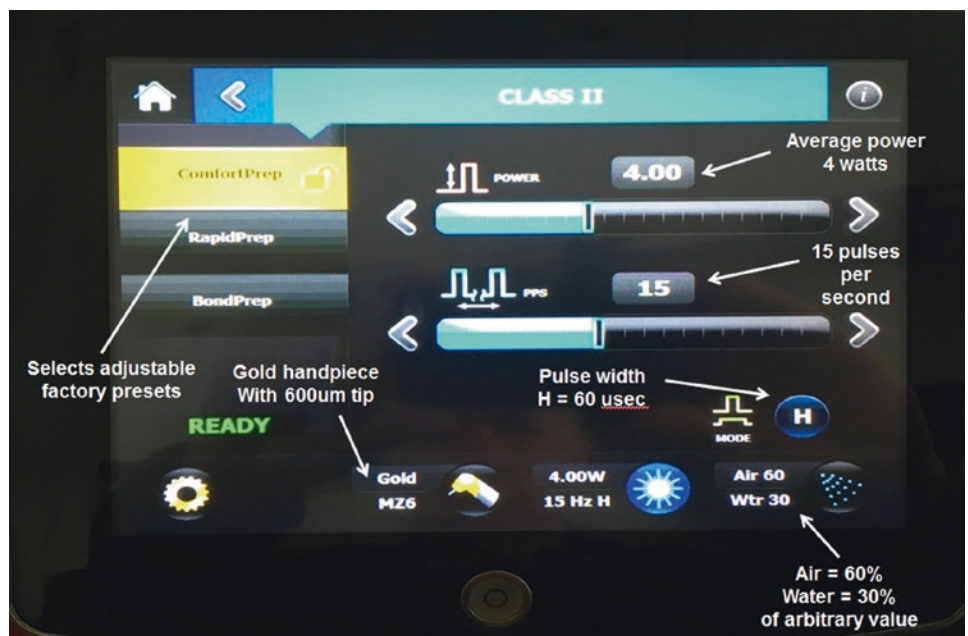 CLASS II
i
Average power
4 watts
ComfortPrep
POWER
4.00
RapidPrep
15 pulses
per
second
BondPrep
PPS
15
Selects adjustable
factory presets
Gold handpiece
With 600um tip
Pulse width
H = 60 usec
READY
MODE
H
Gold
MZ6
4.00W
15 Hz H
Air 60
Wtr 30
Air = 60%
Water = 30%
of arbitrary value